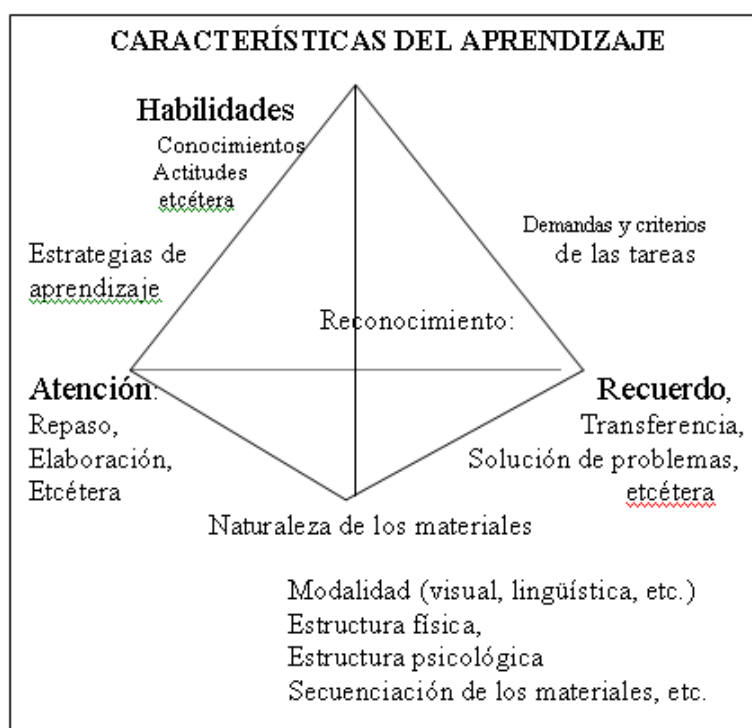 CARACTERÍSTICAS DEL APRENDIZAJE
Habilidades
Conocimientos
Actitudes
etcétera
Demandas y criterios
de las tareas
Estrategias de
aprendizaje
Reconocimiento:
Atención:
Repaso,
Elaboración,
Etcétera
Recuerdo,
Transferencia,
Solución de problemas,
etcétera
Naturaleza de los materiales
Modalidad (visual, lingüística, etc.)
Estructura física,
Estructura psicológica
Secuenciación de los materiales, etc.